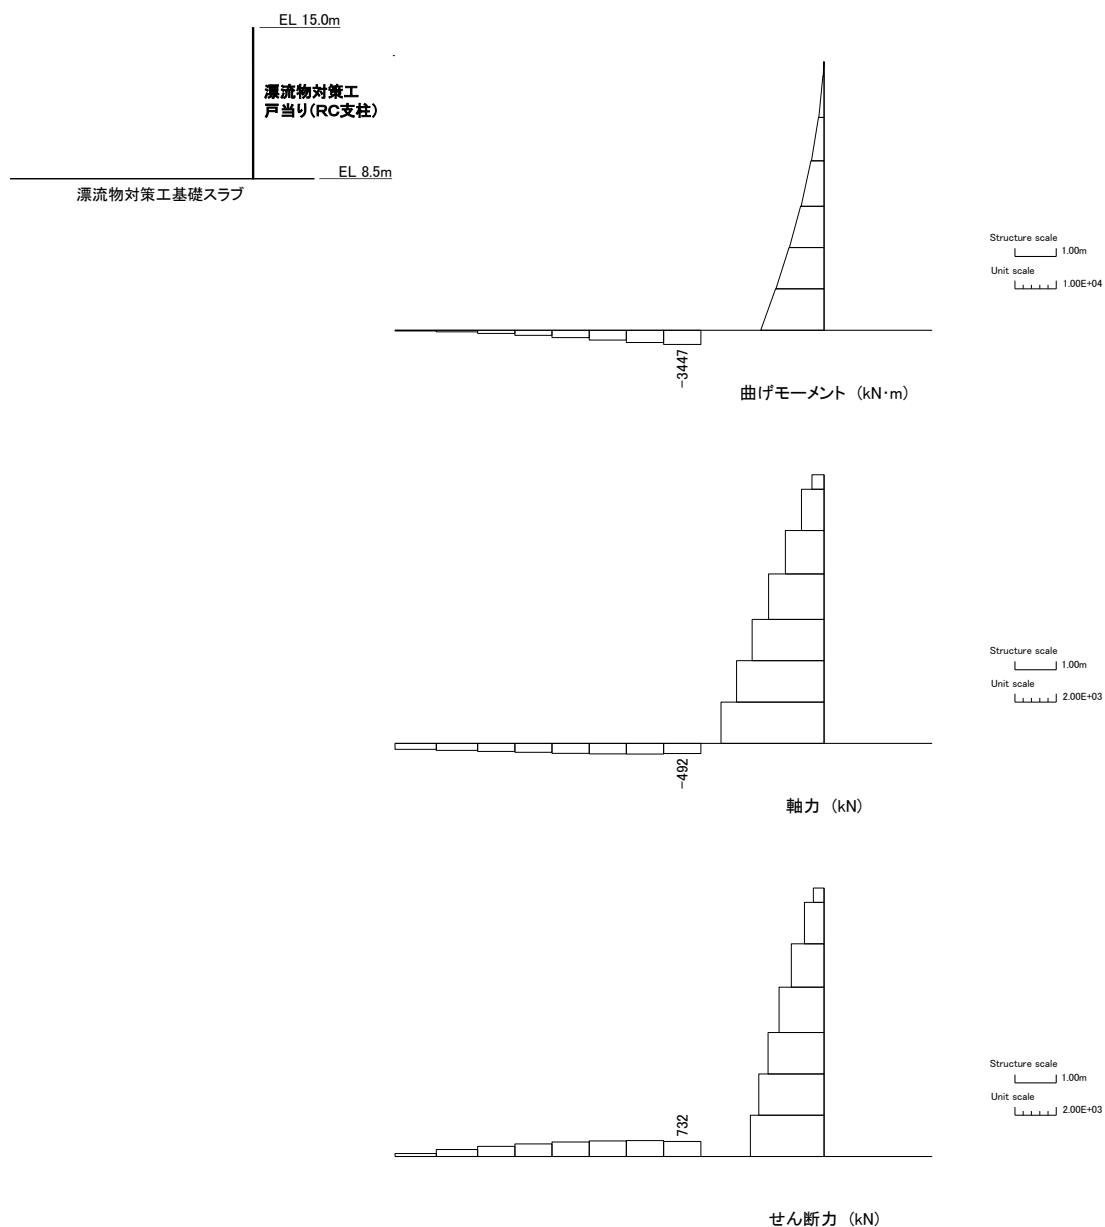 EL 15.0m
漂流物対策工
戸当り(RC支柱)
EL 8.5m
漂流物対策工基礎スラブ
Structure scale
1.00m
Unit scale
1.00E+04
-3447
曲げモーメント (kN·m)
Structure scale
1.00m
Unit scale
2.00E+03
-492
軸力 (kN)
Structure scale
1.00m
Unit scale
2.00E+03
732
せん断力 (kN)